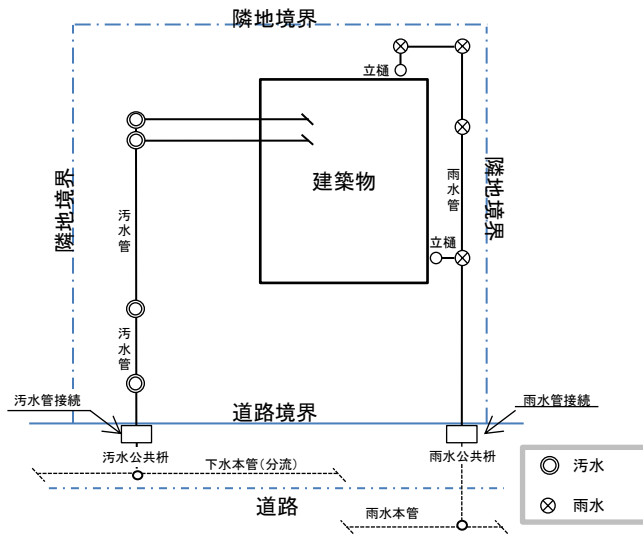 隣地境界
立樋
建築物
雨水管
隣地境界
隣地境界
汚水管
立樋
汚水管
汚水管接続
道路境界
雨水管接続
汚水公共枡
下水本管(分流)
雨水公共枡
道路
雨水本管
汚水
雨水